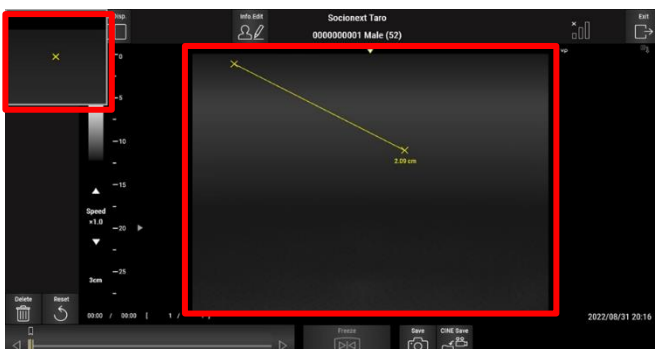 Disp.
Info.Edit
Socionext Taro
0000000001 Male (52)
Exit
0
-5
-10
-15
Speed
×1.0
-20
-25
3cm
2.09 cm
Delete
Reset
00:00 / 00:00 [ 1 /
2022/08/31 20:16
Freeze
Save
CINE Save